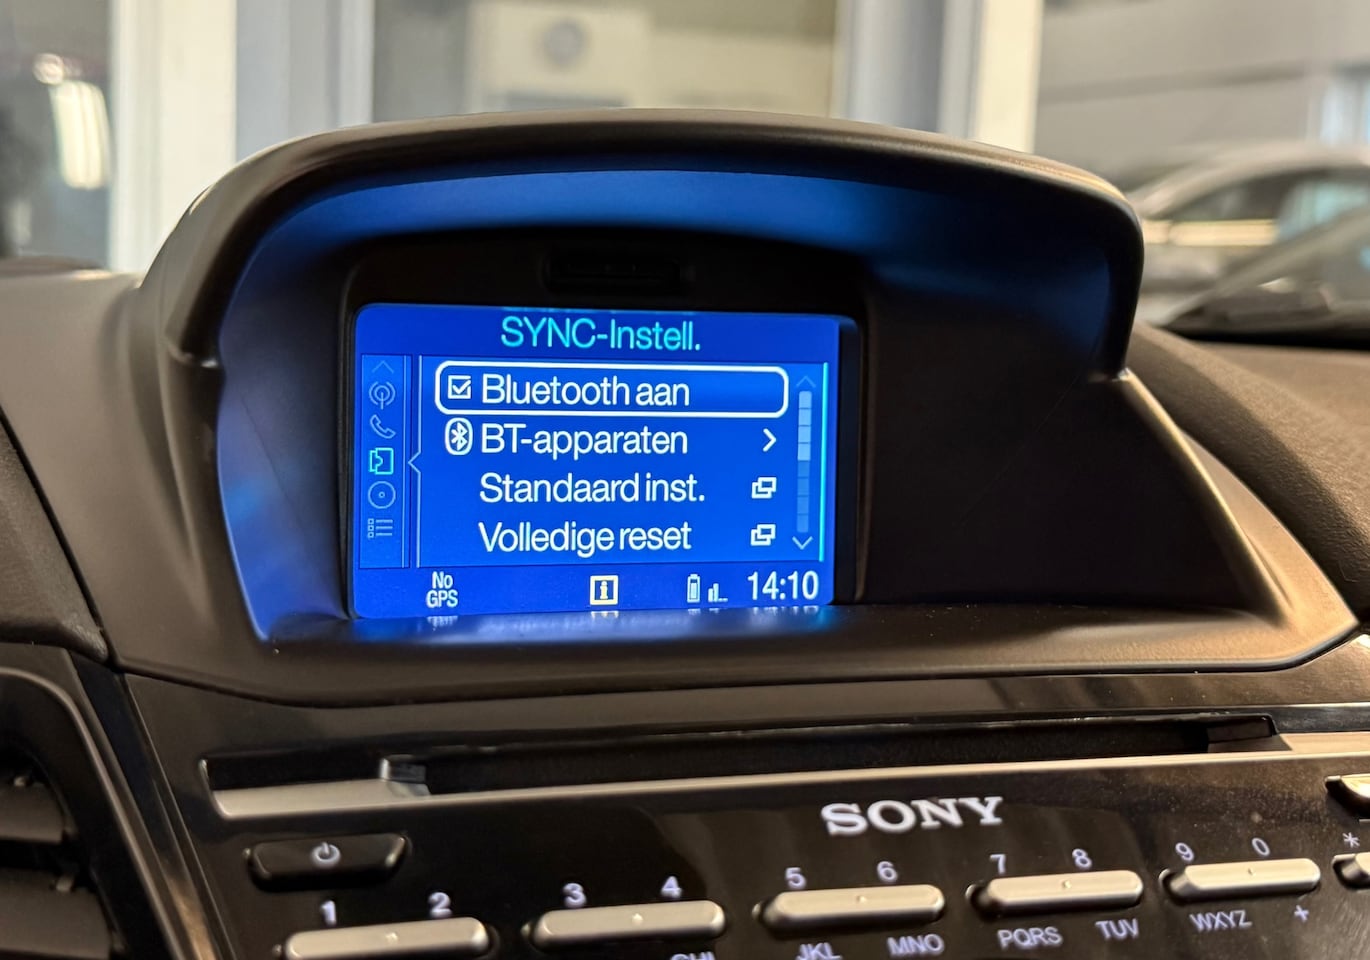 SYNC-Instell.
Bluetooth aan
BT-apparaten
Standaard inst.
Volledige reset
No
GPS
14:10
SONY
1 2 3 4 5 6 7 8 9 0 *
JKL MNO PQRS TUV WXYZ +